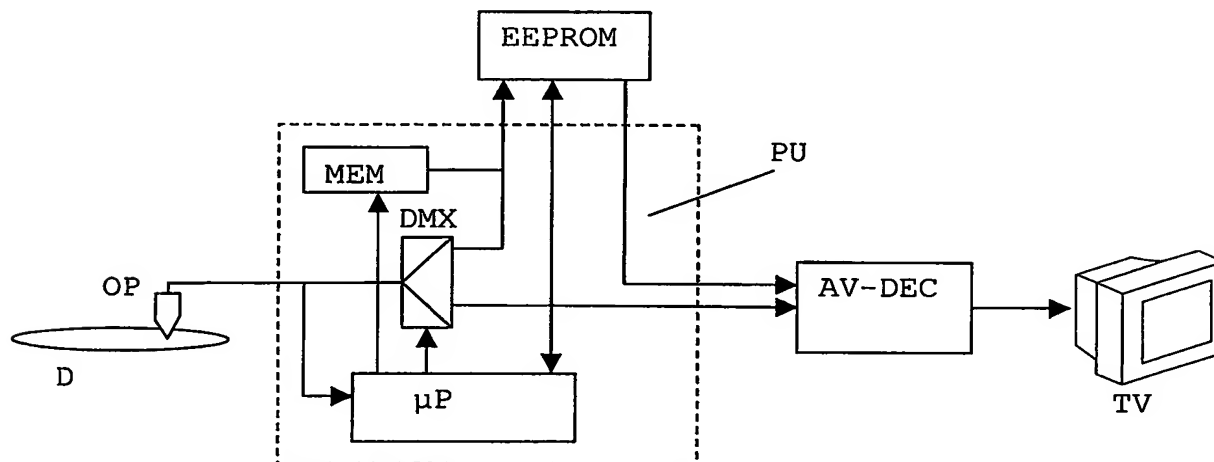 EEPROM
PU
MEM
DMX
OP
AV-DEC
D
µP
TV